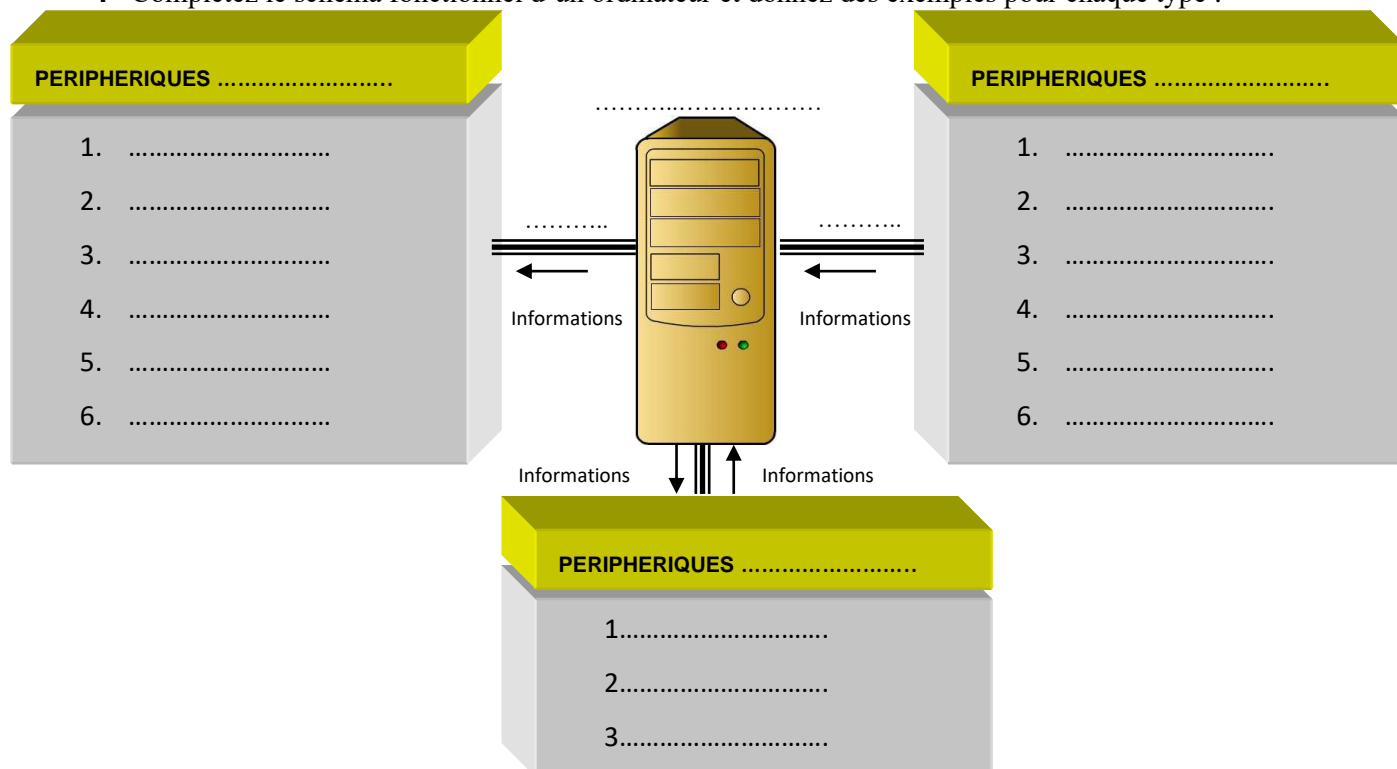 Complétez le schéma fonctionnel d'un ordinateur et donnez des exemples pour chaque type :
PERIPHERIQUES ……………………..
1. …………………………
2. …………………………
3. …………………………
4. …………………………
5. …………………………
6. …………………………
………...………………
………..
Informations
………..
Informations
PERIPHERIQUES ……………………..
1. ………………………….
2. ………………………….
3. ………………………….
4. ………………………….
5. ………………………….
6. ………………………….
Informations
Informations
PERIPHERIQUES ……………………..
1………………………….
2………………………….
3………………………….